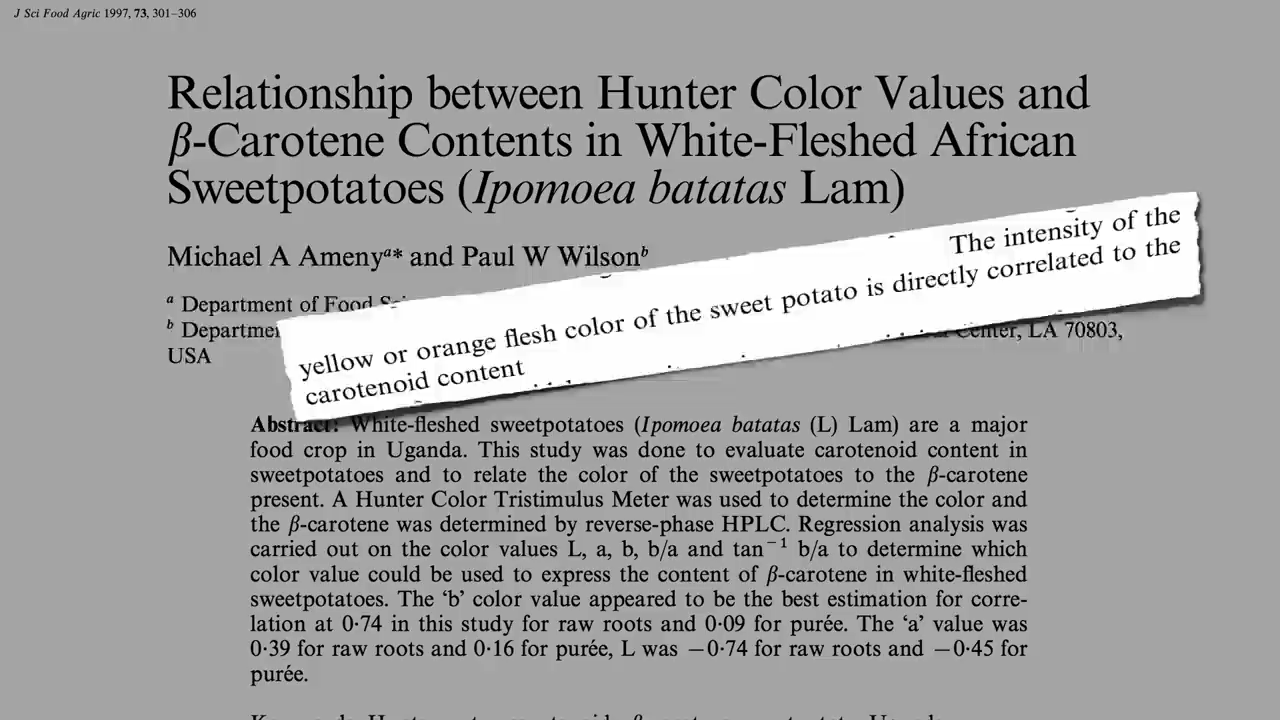 J Sci Food Agric 1997, 73, 301–306
Relationship between Hunter Color Values and
β-Carotene Contents in White-Fleshed African
Sweetpotatoes (Ipomoea batatas Lam)
Michael A Amenyᵃ* and Paul W Wilsonᵇ
The intensity of the
yellow or orange flesh color of the sweet potato is directly correlated to the
carotenoid content
ᵃ Department of Food
ᵇ Center, LA 70803,
USA
Abstract: White-fleshed sweetpotatoes (Ipomoea batatas (L) Lam) are a major
food crop in Uganda. This study was done to evaluate carotenoid content in
sweetpotatoes and to relate the color of the sweetpotatoes to the β-carotene
present. A Hunter Color Tristimulus Meter was used to determine the color and
the β-carotene was determined by reverse-phase HPLC. Regression analysis was
carried out on the color values L, a, b, b/a and tan⁻¹ b/a to determine which
color value could be used to express the content of β-carotene in white-fleshed
sweetpotatoes. The ‘b’ color value appeared to be the best estimation for corre-
lation at 0·74 in this study for raw roots and 0·09 for purée. The ‘a’ value was
0·39 for raw roots and 0·16 for purée, L was −0·74 for raw roots and −0·45 for
purée.